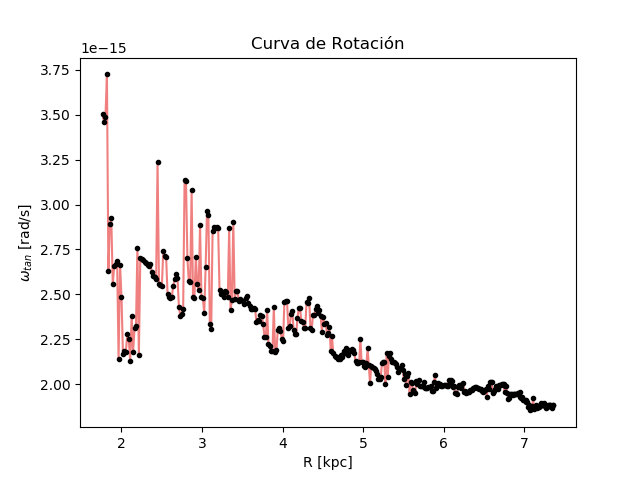 Curva de Rotación
1e−15
3.75
3.50
3.25
3.00
2.75
2.50
2.25
2.00
ω_tan [rad/s]
2 3 4 5 6 7
R [kpc]